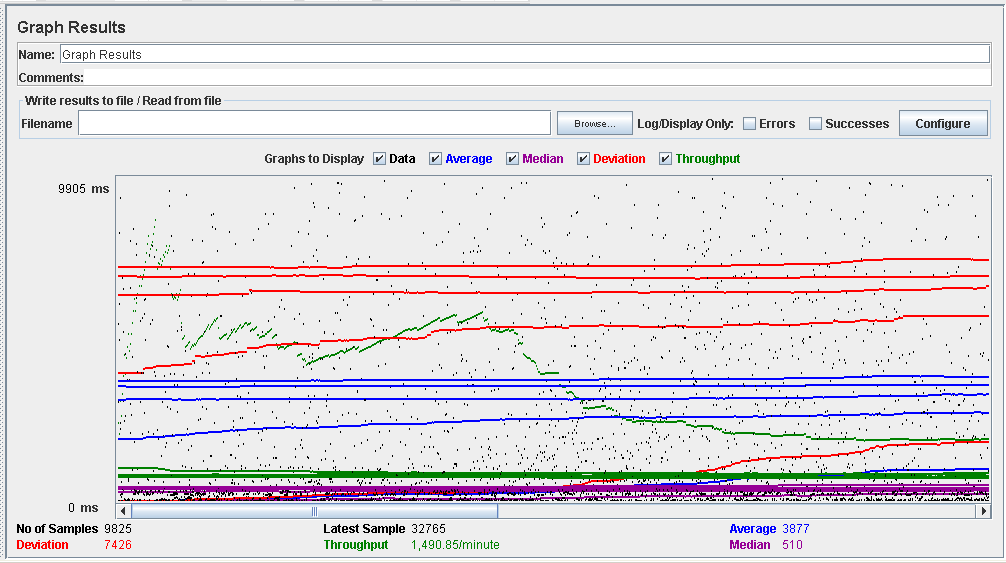 Graph Results
Name: Graph Results
Comments:
Write results to file / Read from file
Filename Browse... Log/Display Only: Errors Successes Configure
Graphs to Display Data Average Median Deviation Throughput
9905 ms
0 ms
No of Samples 9825 Latest Sample 32765 Average 3877
Deviation 7426 Throughput 1,490.85/minute Median 510